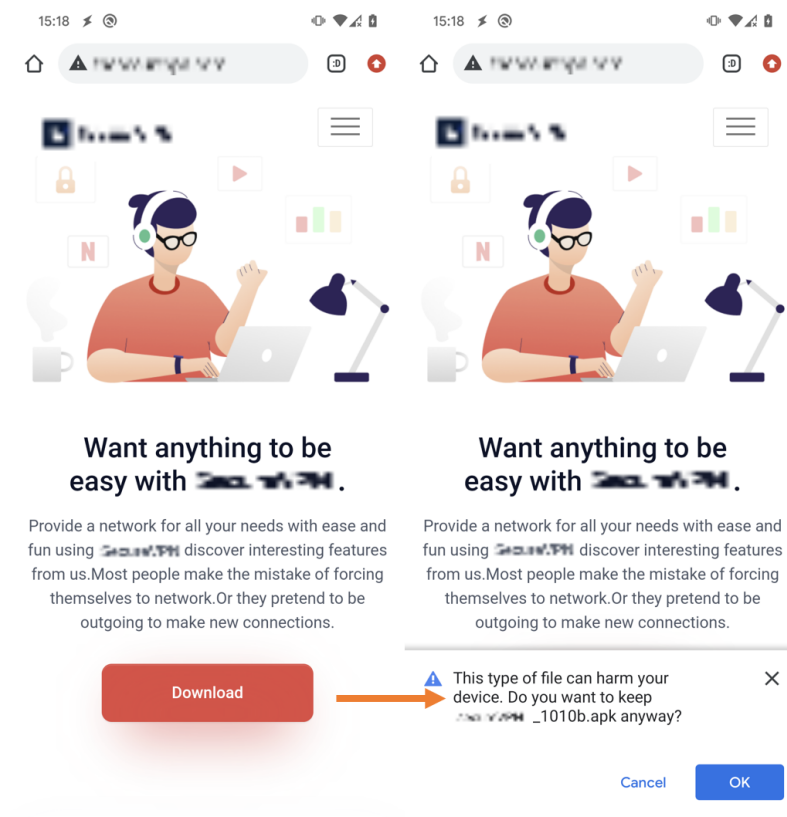 15:18
:D
N
Want anything to be
easy with .
Provide a network for all your needs with ease and
fun using discover interesting features
from us.Most people make the mistake of forcing
themselves to network.Or they pretend to be
outgoing to make new connections.
Download
15:18
:D
N
Want anything to be
easy with .
Provide a network for all your needs with ease and
fun using discover interesting features
from us.Most people make the mistake of forcing
themselves to network.Or they pretend to be
outgoing to make new connections.
This type of file can harm your
device. Do you want to keep
_1010b.apk anyway?
Cancel
OK